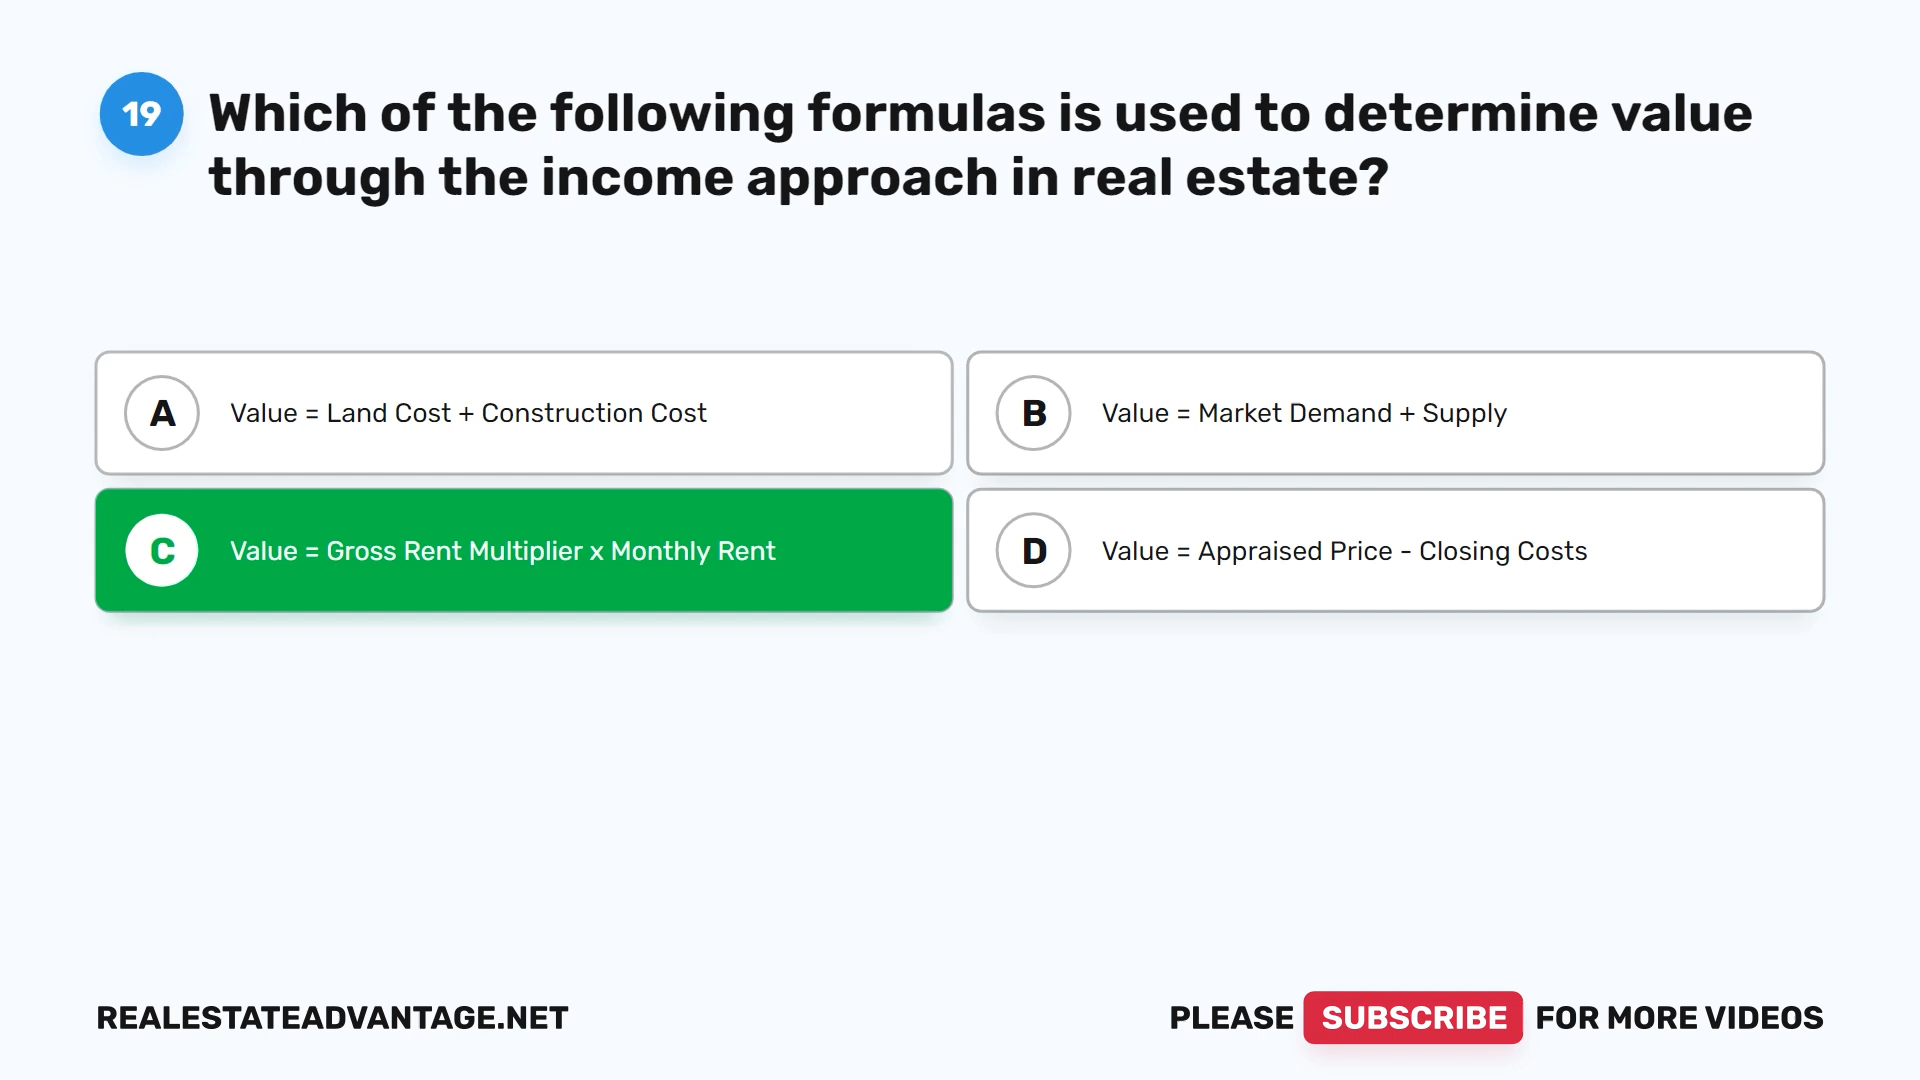 19
Which of the following formulas is used to determine value
through the income approach in real estate?
A
Value = Land Cost + Construction Cost
B
Value = Market Demand + Supply
C
Value = Gross Rent Multiplier x Monthly Rent
D
Value = Appraised Price - Closing Costs
REALESTATEADVANTAGE.NET
PLEASE SUBSCRIBE FOR MORE VIDEOS